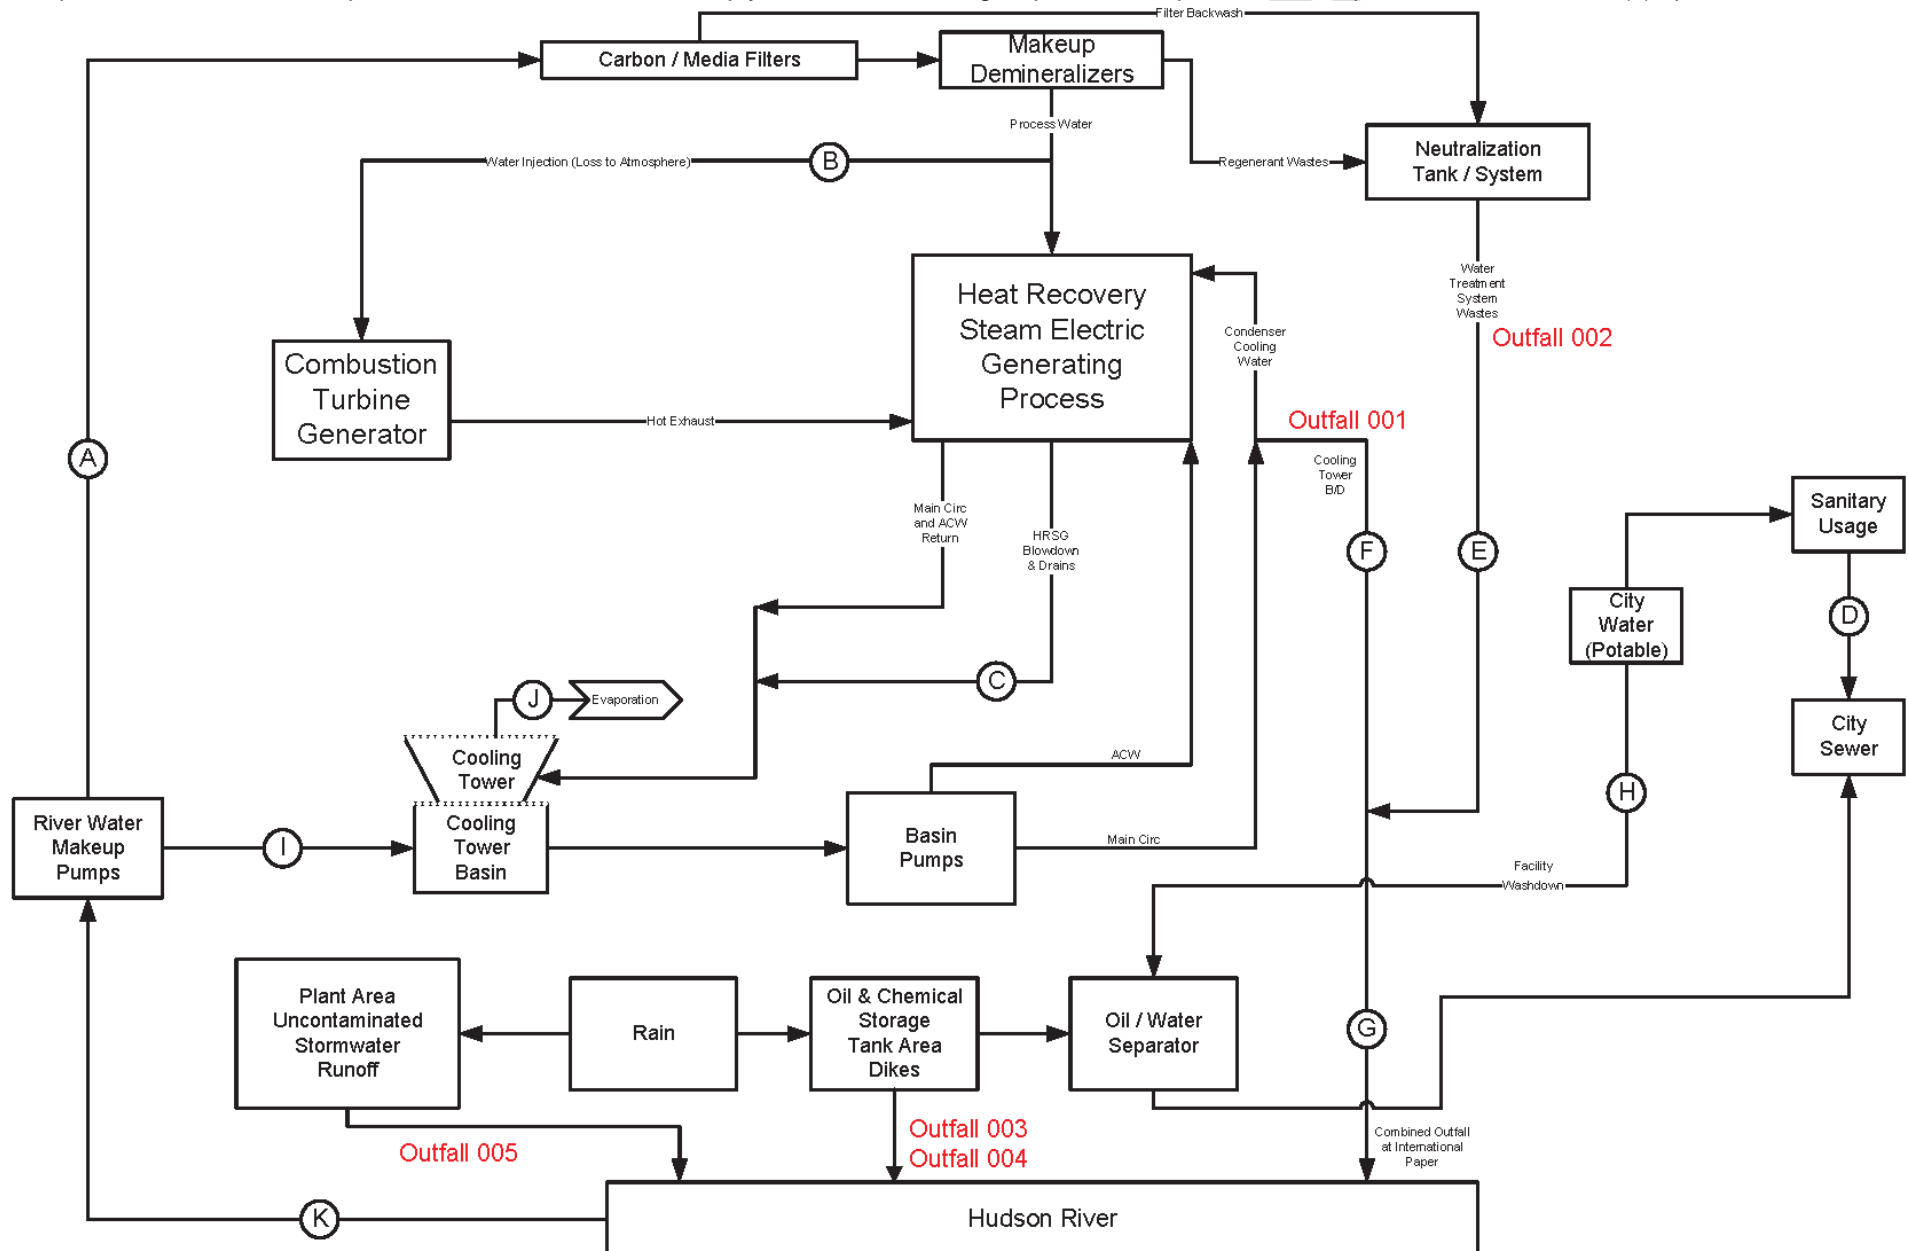 Filter Backwash
Carbon / Media Filters
Makeup
Demineralizers
Process Water
Water Injection (Loss to Atmosphere)
B
Regenerant Wastes
Neutralization
Tank / System
Heat Recovery
Steam Electric
Generating
Process
Condenser
Cooling
Water
Water
Treatment
System
Wastes
Outfall 002
Combustion
Turbine
Generator
Hot Exhaust
Outfall 001
Cooling
Tower
B/D
A
Main Circ
and ACW
Return
HRSG
Blowdown
& Drains
F
E
Sanitary
Usage
City
Water
(Potable)
D
C
J
Evaporation
City
Sewer
Cooling
Tower
ACW
H
River Water
Makeup
Pumps
I
Cooling
Tower
Basin
Basin
Pumps
Main Circ
Facility
Washdown
Plant Area
Uncontaminated
Stormwater
Runoff
Rain
Oil & Chemical
Storage
Tank Area
Dikes
Oil / Water
Separator
G
Outfall 005
Outfall 003
Outfall 004
Combined Outfall
at International
Paper
K
Hudson River